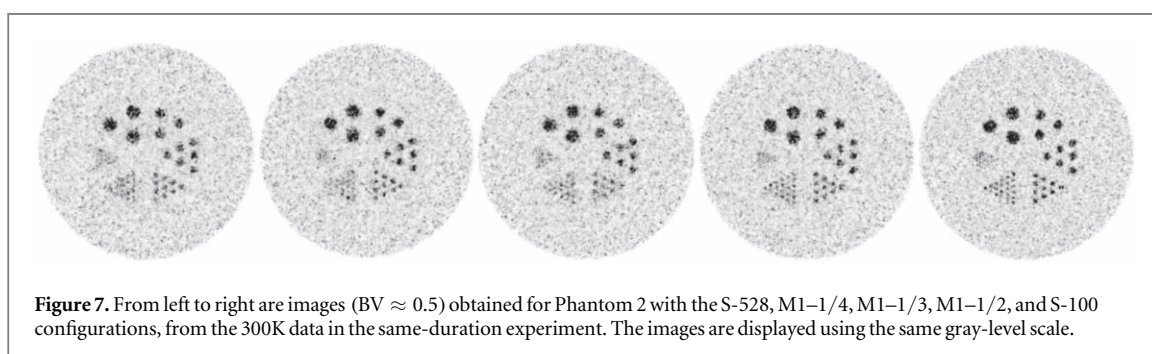 Figure 7. From left to right are images (BV ≈ 0.5) obtained for Phantom 2 with the S-528, M1–1/4, M1–1/3, M1–1/2, and S-100
configurations, from the 300K data in the same-duration experiment. The images are displayed using the same gray-level scale.